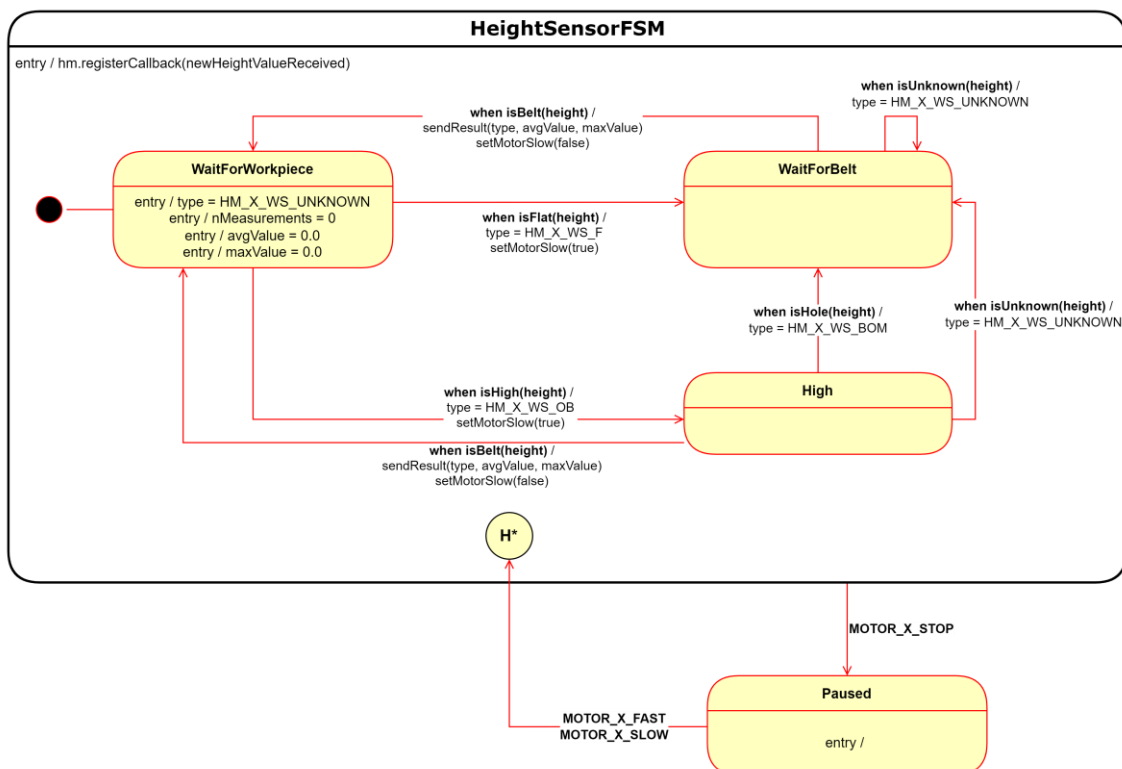 HeightSensorFSM
entry / hm.registerCallback(newHeightValueReceived)
when isUnknown(height) /
type = HM_X_WS_UNKNOWN
when isBelt(height) /
sendResult(type, avgValue, maxValue)
setMotorSlow(false)
WaitForWorkpiece
entry / type = HM_X_WS_UNKNOWN
entry / nMeasurements = 0
entry / avgValue = 0.0
entry / maxValue = 0.0
WaitForBelt
when isFlat(height) /
type = HM_X_WS_F
setMotorSlow(true)
when isHole(height) /
type = HM_X_WS_BOM
when isUnknown(height) /
type = HM_X_WS_UNKNOWN
when isHigh(height) /
type = HM_X_WS_OB
setMotorSlow(true)
High
when isBelt(height) /
sendResult(type, avgValue, maxValue)
setMotorSlow(false)
H*
MOTOR_X_STOP
Paused
entry /
MOTOR_X_FAST
MOTOR_X_SLOW